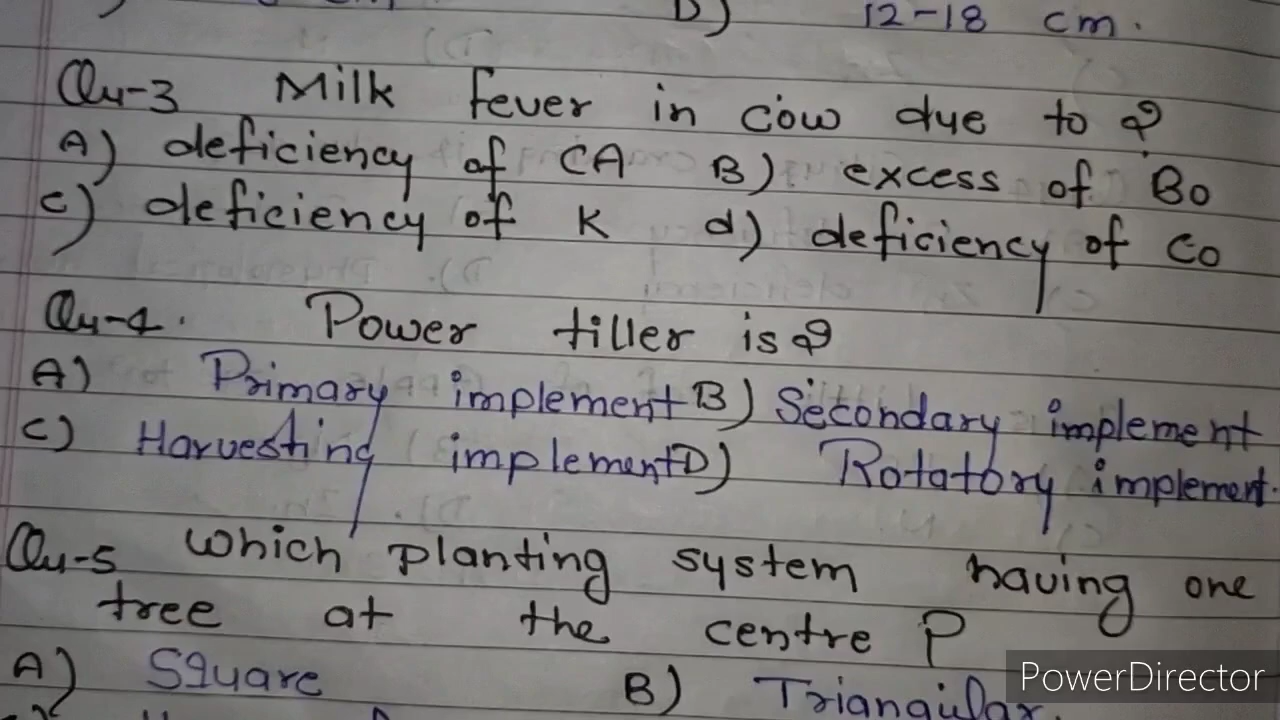 D) 12-18 cm.
Qu-3 Milk fever in cow due to ?
A) deficiency of CA B) excess of Bo
C) deficiency of K d) deficiency of Co
Qu-4. Power tiller is ?
A) Primary implement B) Secondary implement
C) Harvesting implement D) Rotatory implement.
Qu-5 which planting system having one
tree at the centre ?
A) Square B) Triangular.
PowerDirector